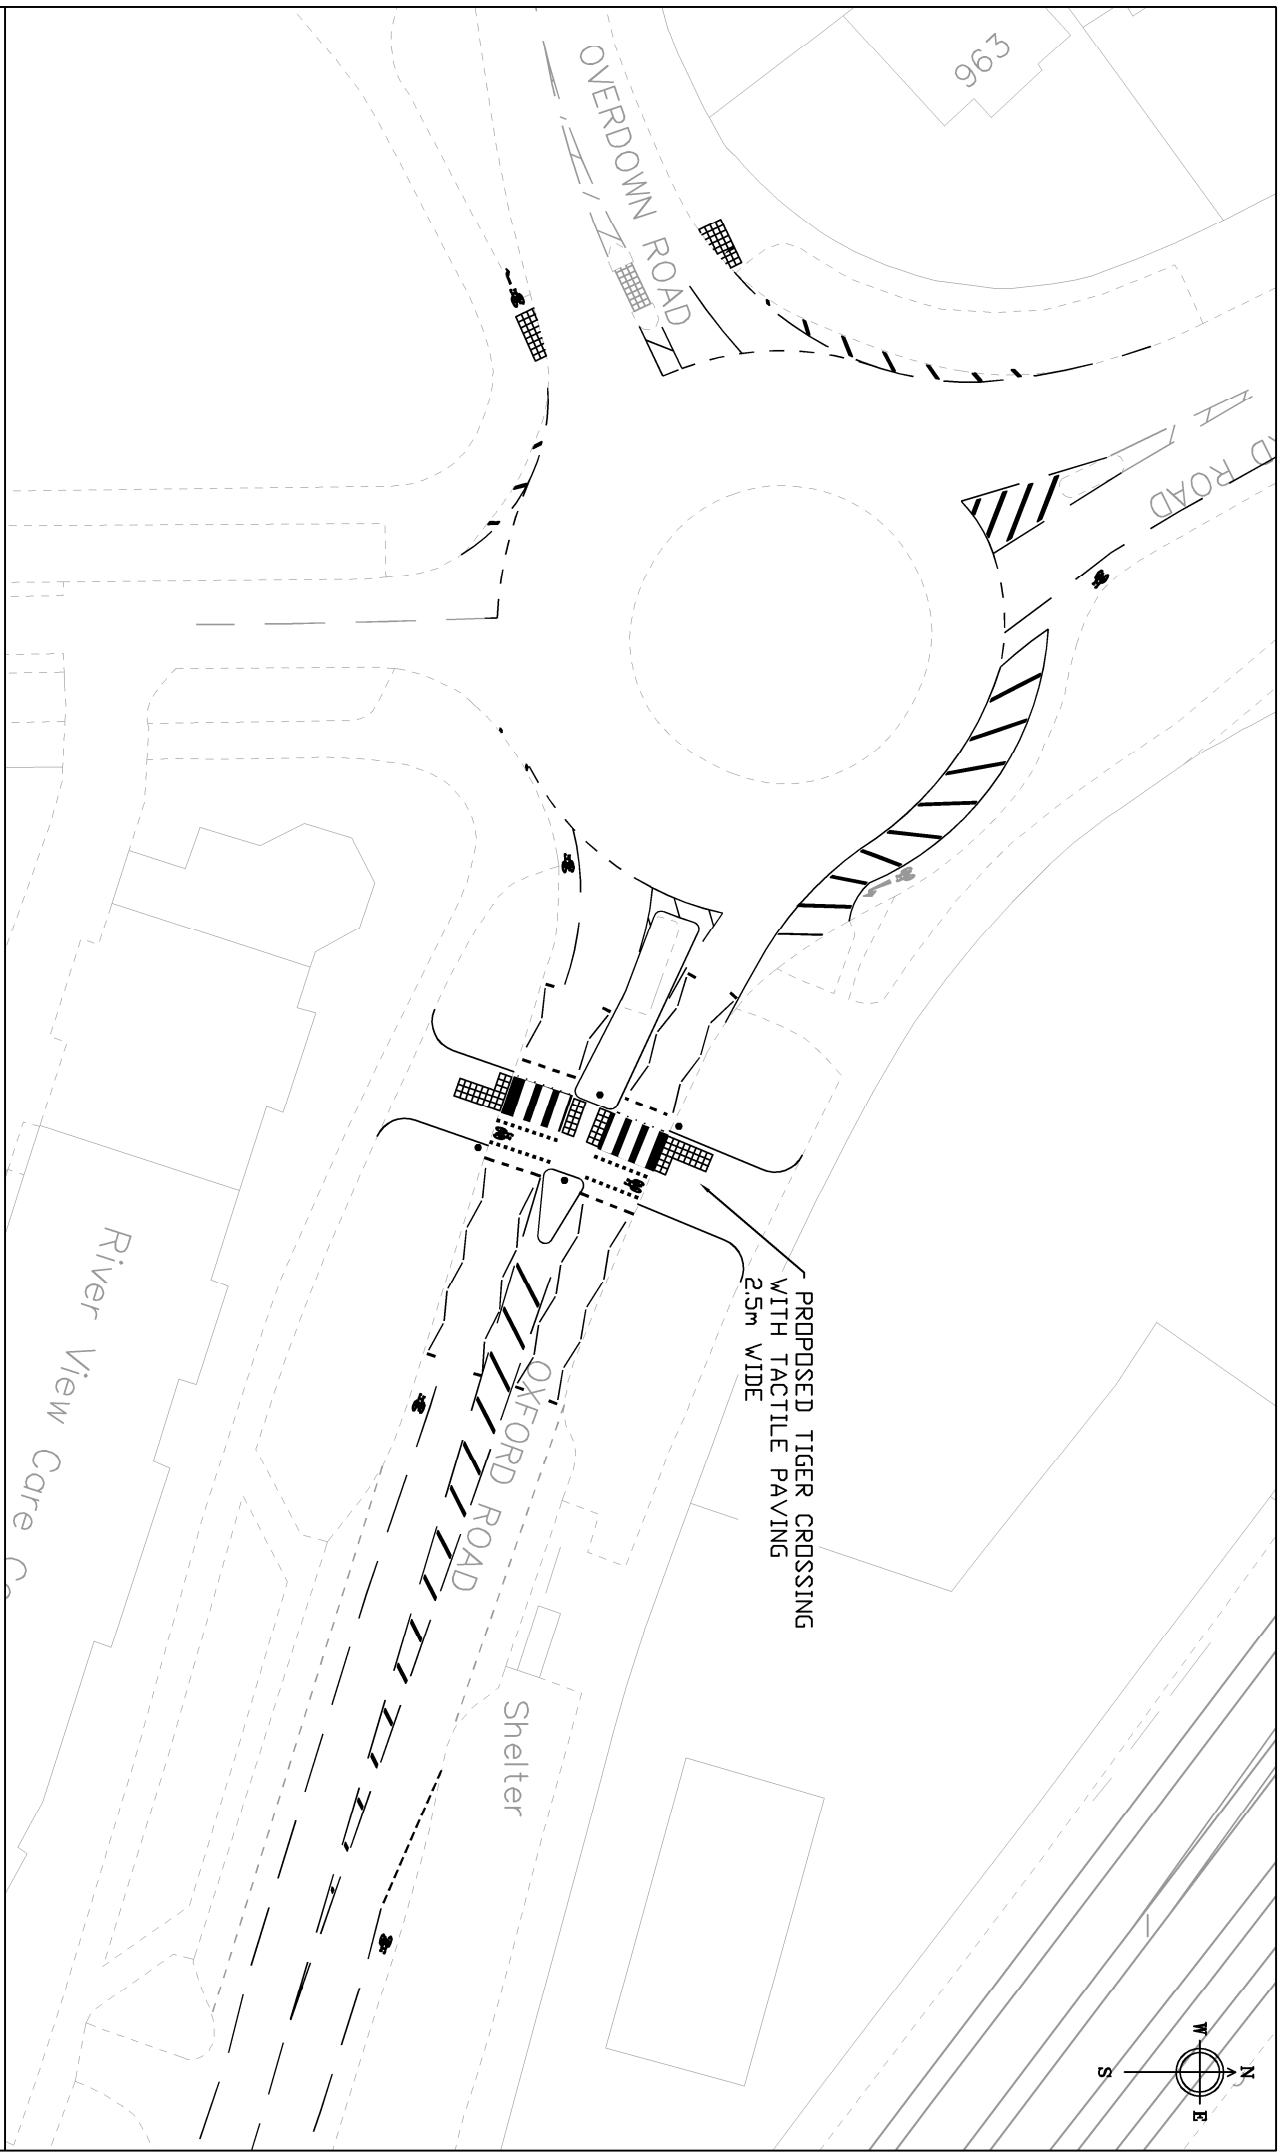 963
OVERDOWN ROAD
ROAD
PROPOSED TIGER CROSSING
WITH TACTILE PAVING
2.5m WIDE
OXFORD ROAD
River View Care
Shelter
N
W
E
S